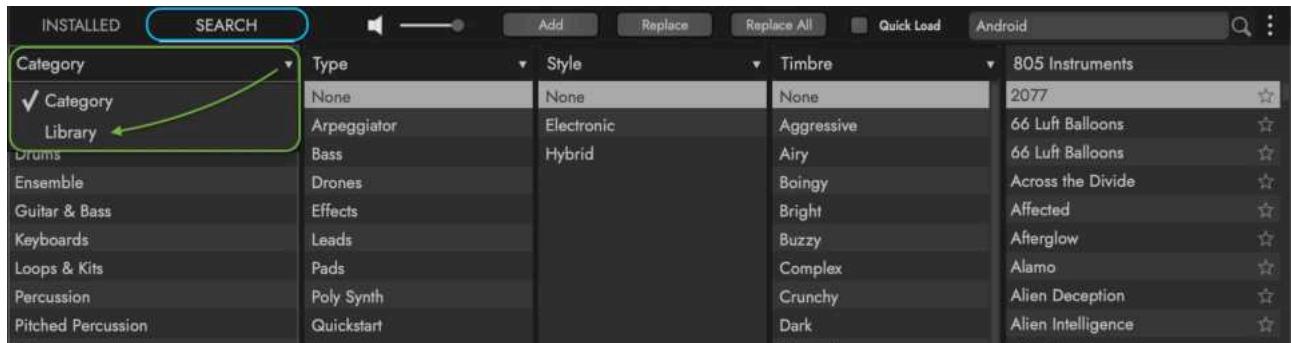 INSTALLED SEARCH Add Replace Replace All Quick Load Android
Category Type Style Timbre 805 Instruments
Category None None None 2077
Library Arpeggiator Electronic Aggressive 66 Luft Balloons
Drums Bass Hybrid Airy 66 Luft Balloons
Ensemble Drones Boingy Across the Divide
Guitar & Bass Effects Bright Affected
Keyboards Leads Buzzy Afterglow
Loops & Kits Pads Complex Alamo
Percussion Poly Synth Crunchy Alien Deception
Pitched Percussion Quickstart Dark Alien Intelligence